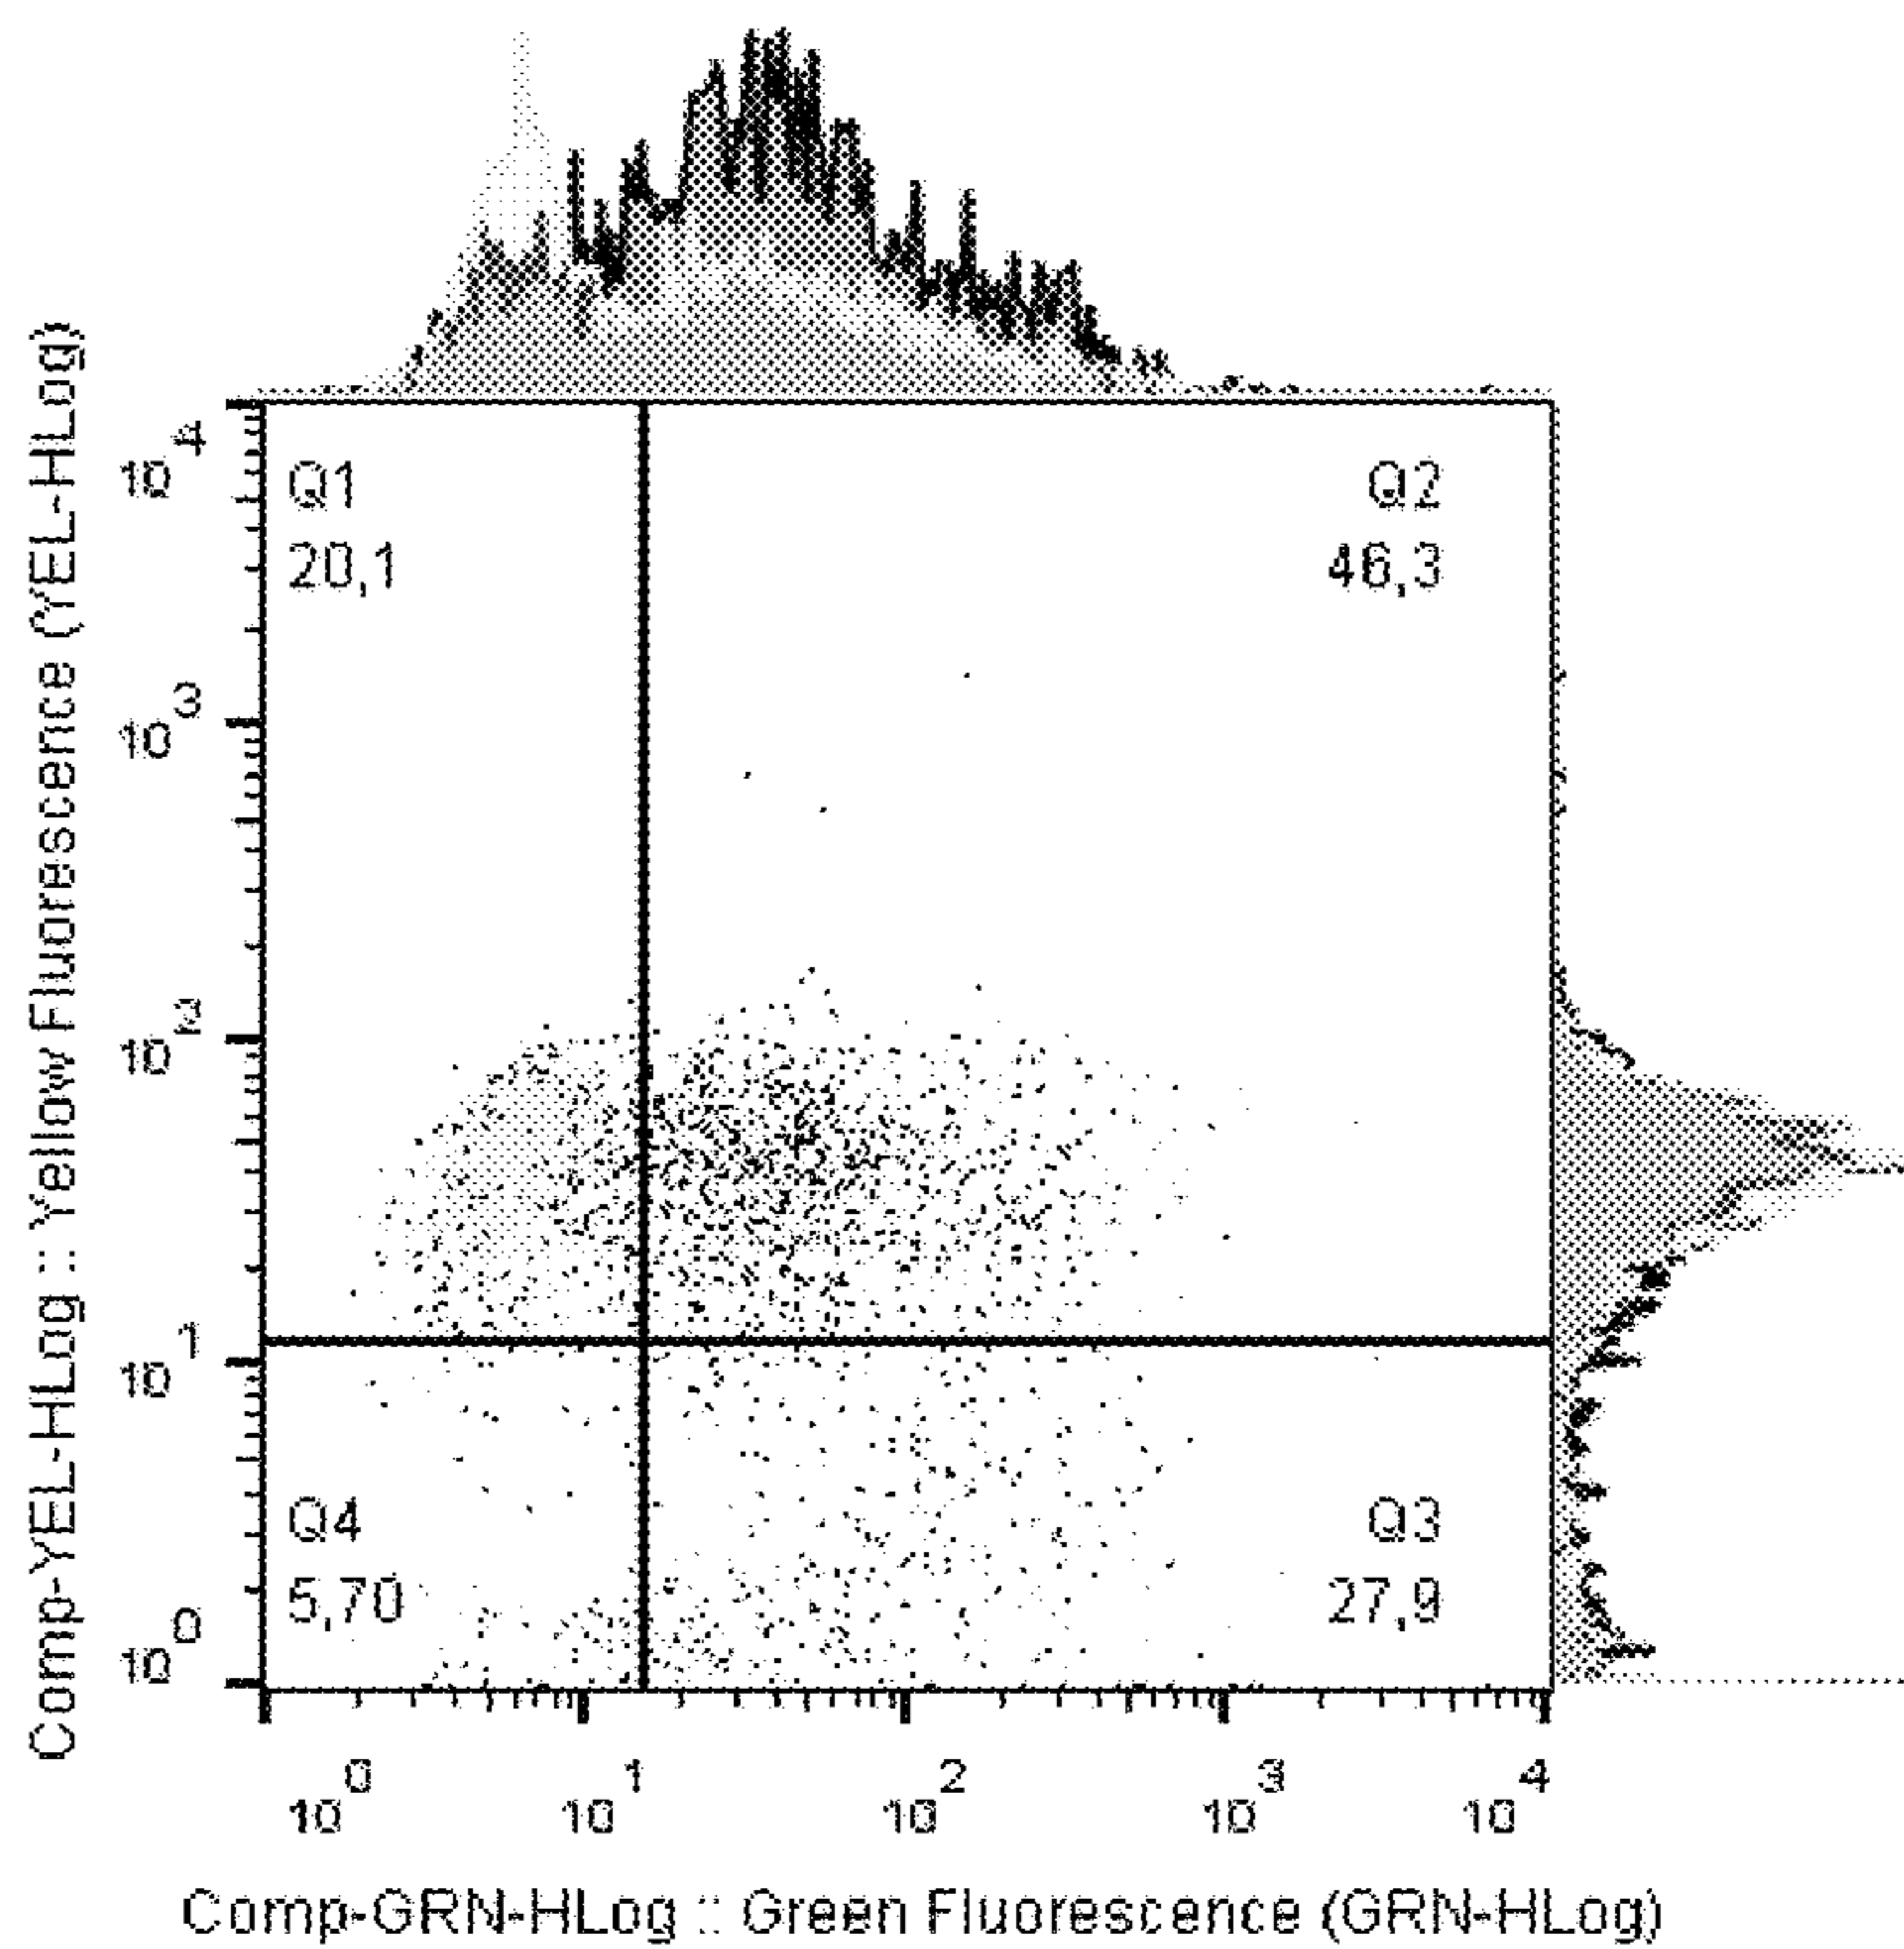 Comp-YEL-HLog :: Yellow Fluorescence (YEL-HLog)
10^4
10^3
10^2
10^1
10^0
Q1
20,1
Q2
46,3
Q4
5,70
Q3
27,9
10^0 10^1 10^2 10^3 10^4
Comp-GRN-HLog :: Green Fluorescence (GRN-HLog)